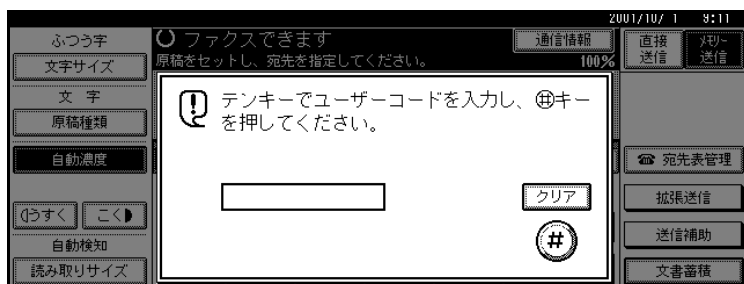 2001/10/ 1 9:11
ふつう字
文字サイズ
文 字
原稿種類
自動濃度
うすく
こく
自動検知
読み取りサイズ
ファクスできます
通信情報
原稿をセットし、宛先を指定してください。
100%
直接
送信
メモリー
送信
テンキーでユーザーコードを入力し、#キー
を押してください。
クリア
#
宛先表管理
拡張送信
送信補助
文書蓄積